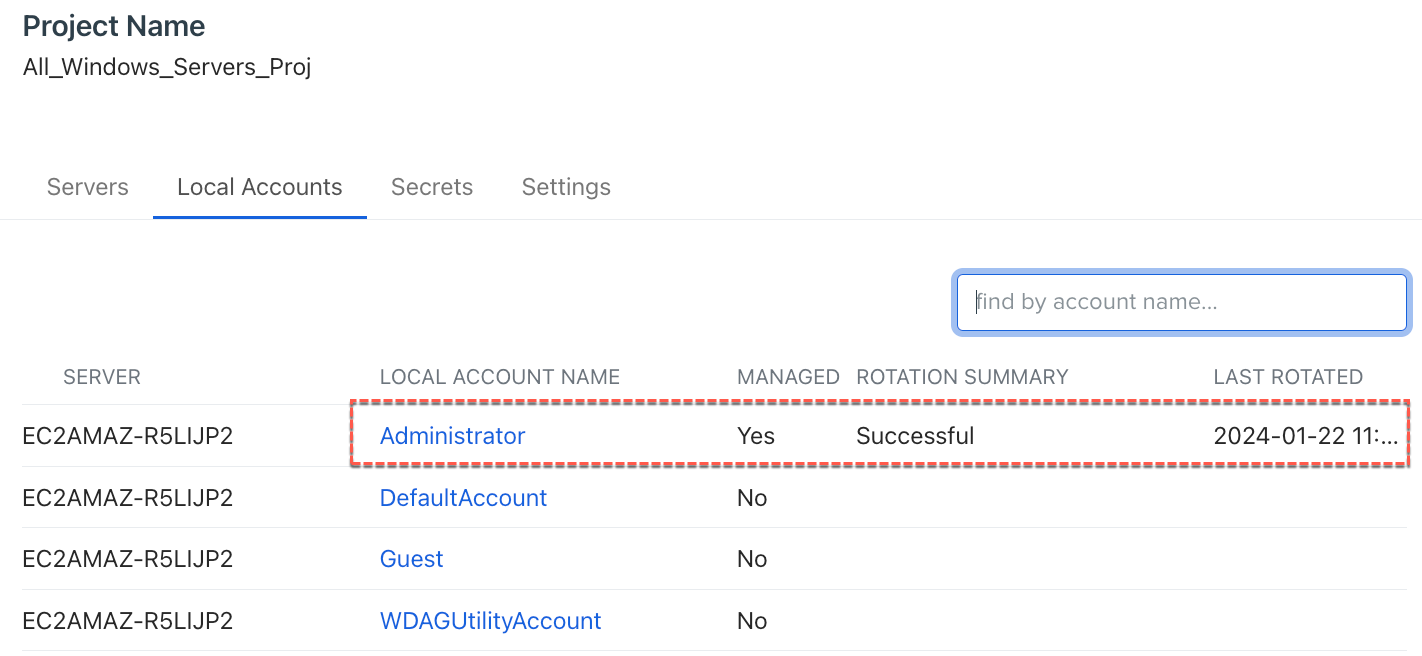 Project Name
All_Windows_Servers_Proj
Servers Local Accounts Secrets Settings
find by account name...
SERVER LOCAL ACCOUNT NAME MANAGED ROTATION SUMMARY LAST ROTATED
EC2AMAZ-R5LIJP2 Administrator Yes Successful 2024-01-22 11:...
EC2AMAZ-R5LIJP2 DefaultAccount No
EC2AMAZ-R5LIJP2 Guest No
EC2AMAZ-R5LIJP2 WDAGUtilityAccount No